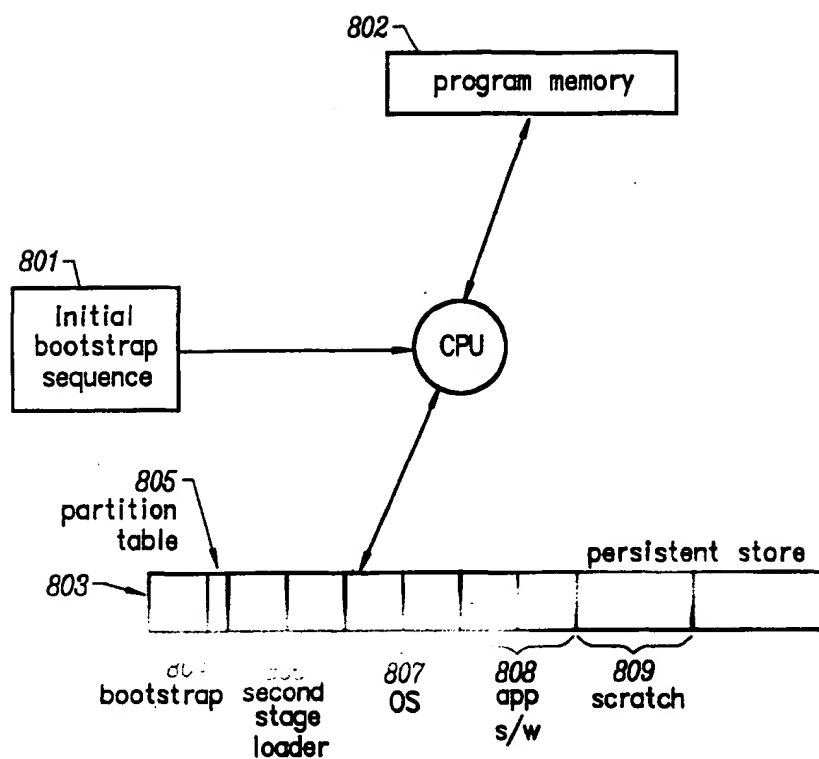 802
program memory
801
Initial
bootstrap
sequence
CPU
805
partition
table
persistent store
803
807
808
809
bootstrap
second
stage
loader
OS
app
s/w
scratch